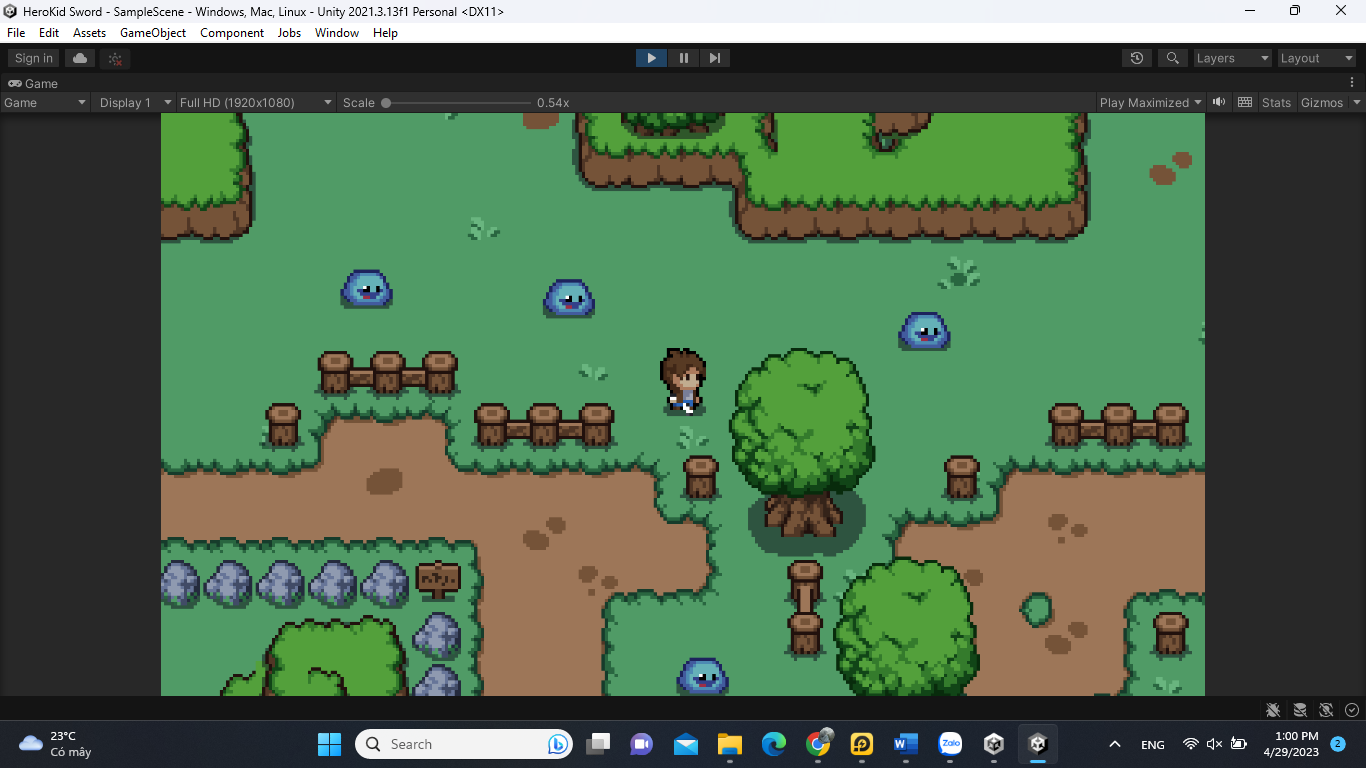 HeroKid Sword - SampleScene - Windows, Mac, Linux - Unity 2021.3.13f1 Personal <DX11>
File Edit Assets GameObject Component Jobs Window Help
Sign in Layers Layout
Game
Game Display 1 Full HD (1920x1080) Scale 0.54x Play Maximized Stats Gizmos
23°C
Có mây
Search
Zalo
ENG
1:00 PM
4/29/2023
2